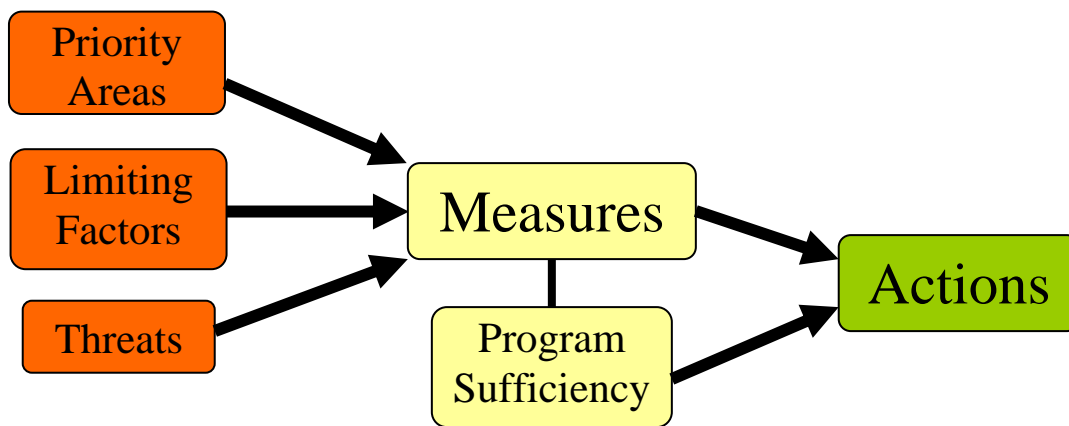 Priority
Areas
Limiting
Factors
Threats
Measures
Program
Sufficiency
Actions